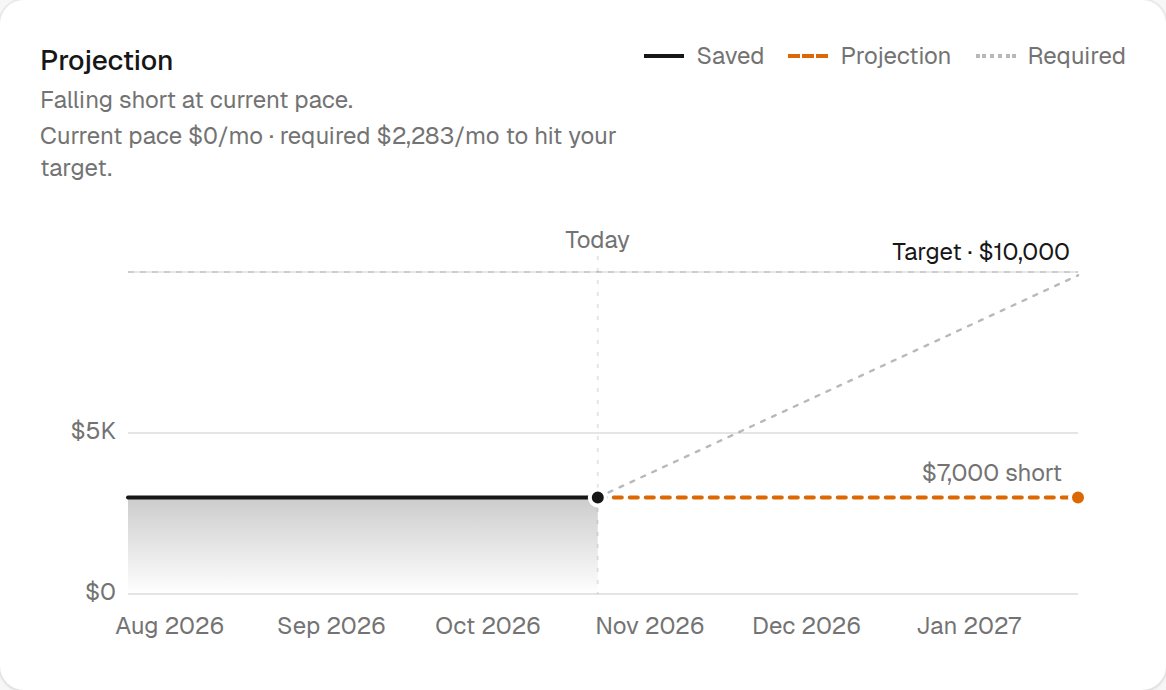 Projection
Saved
Projection
Required
Falling short at current pace.
Current pace $0/mo · required $2,283/mo to hit your
target.
Today
Target · $10,000
$5K
$7,000 short
$0
Aug 2026
Sep 2026
Oct 2026
Nov 2026
Dec 2026
Jan 2027